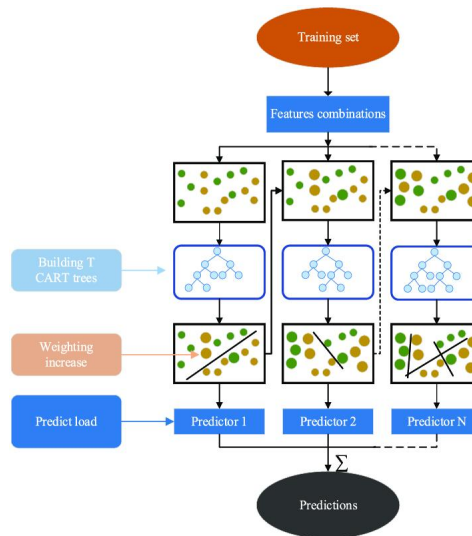 Training set
Features combinations
Building T
CART trees
Weighting
increase
Predict load
Predictor 1
Predictor 2
Predictor N
Σ
Predictions